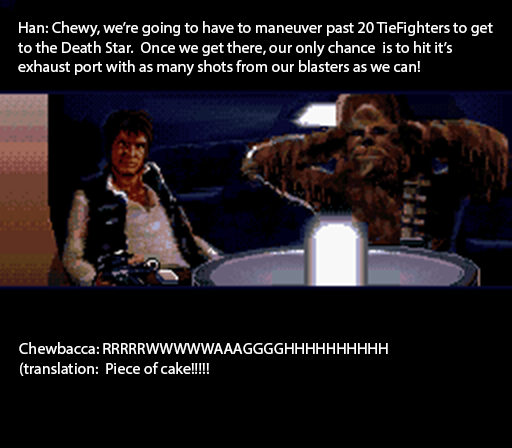 Han: Chewy, we're going to have to maneuver past 20 TieFighters to get
to the Death Star.  Once we get there, our only chance  is to hit it's
exhaust port with as many shots from our blasters as we can!
Chewbacca: RRRRRWWWWWAAAGGGGHHHHHHHHHHH
(translation:  Piece of cake!!!!!